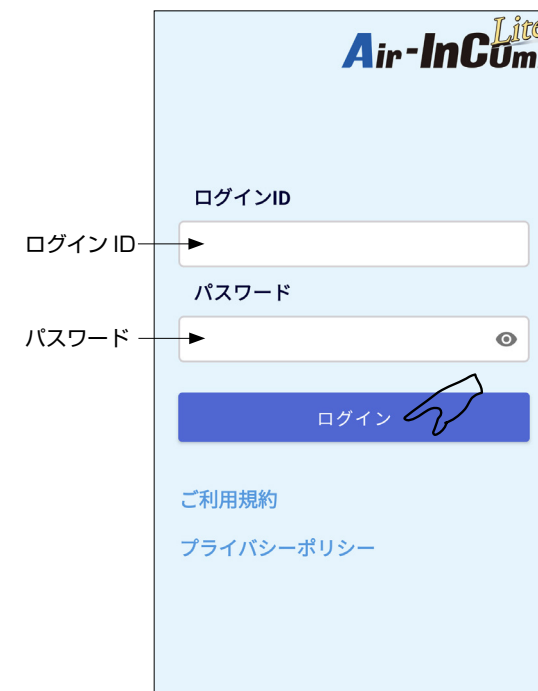 Lite
Air-InCom
ログインID
ログイン ID
パスワード
パスワード
ログイン
ご利用規約
プライバシーポリシー